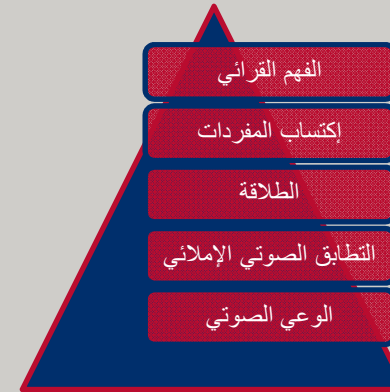 الفهم القرائي
إكتساب المفردات
الطلاقة
التطابق الصوتي الإملائي
الوعي الصوتي